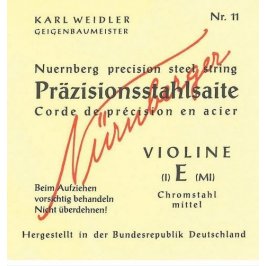 KARL WEIDLER
GEIGENBAUMEISTER
Nr. 11
Nuernberg precision steel string
Präzisionsstahlsaite
Corde de précision en acier
Nürnberger
VIOLINE
(I) E (MI)
Chromstahl
mittel
Beim Aufziehen
vorsichtig behandeln
Nicht überdehnen!
Hergestellt in der Bundesrepublik Deutschland